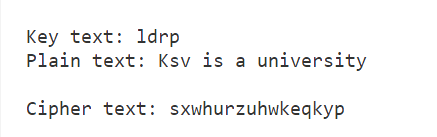 Key text: ldrp
Plain text: Ksv is a university
Cipher text: sxwhurzuhwkeqkyp